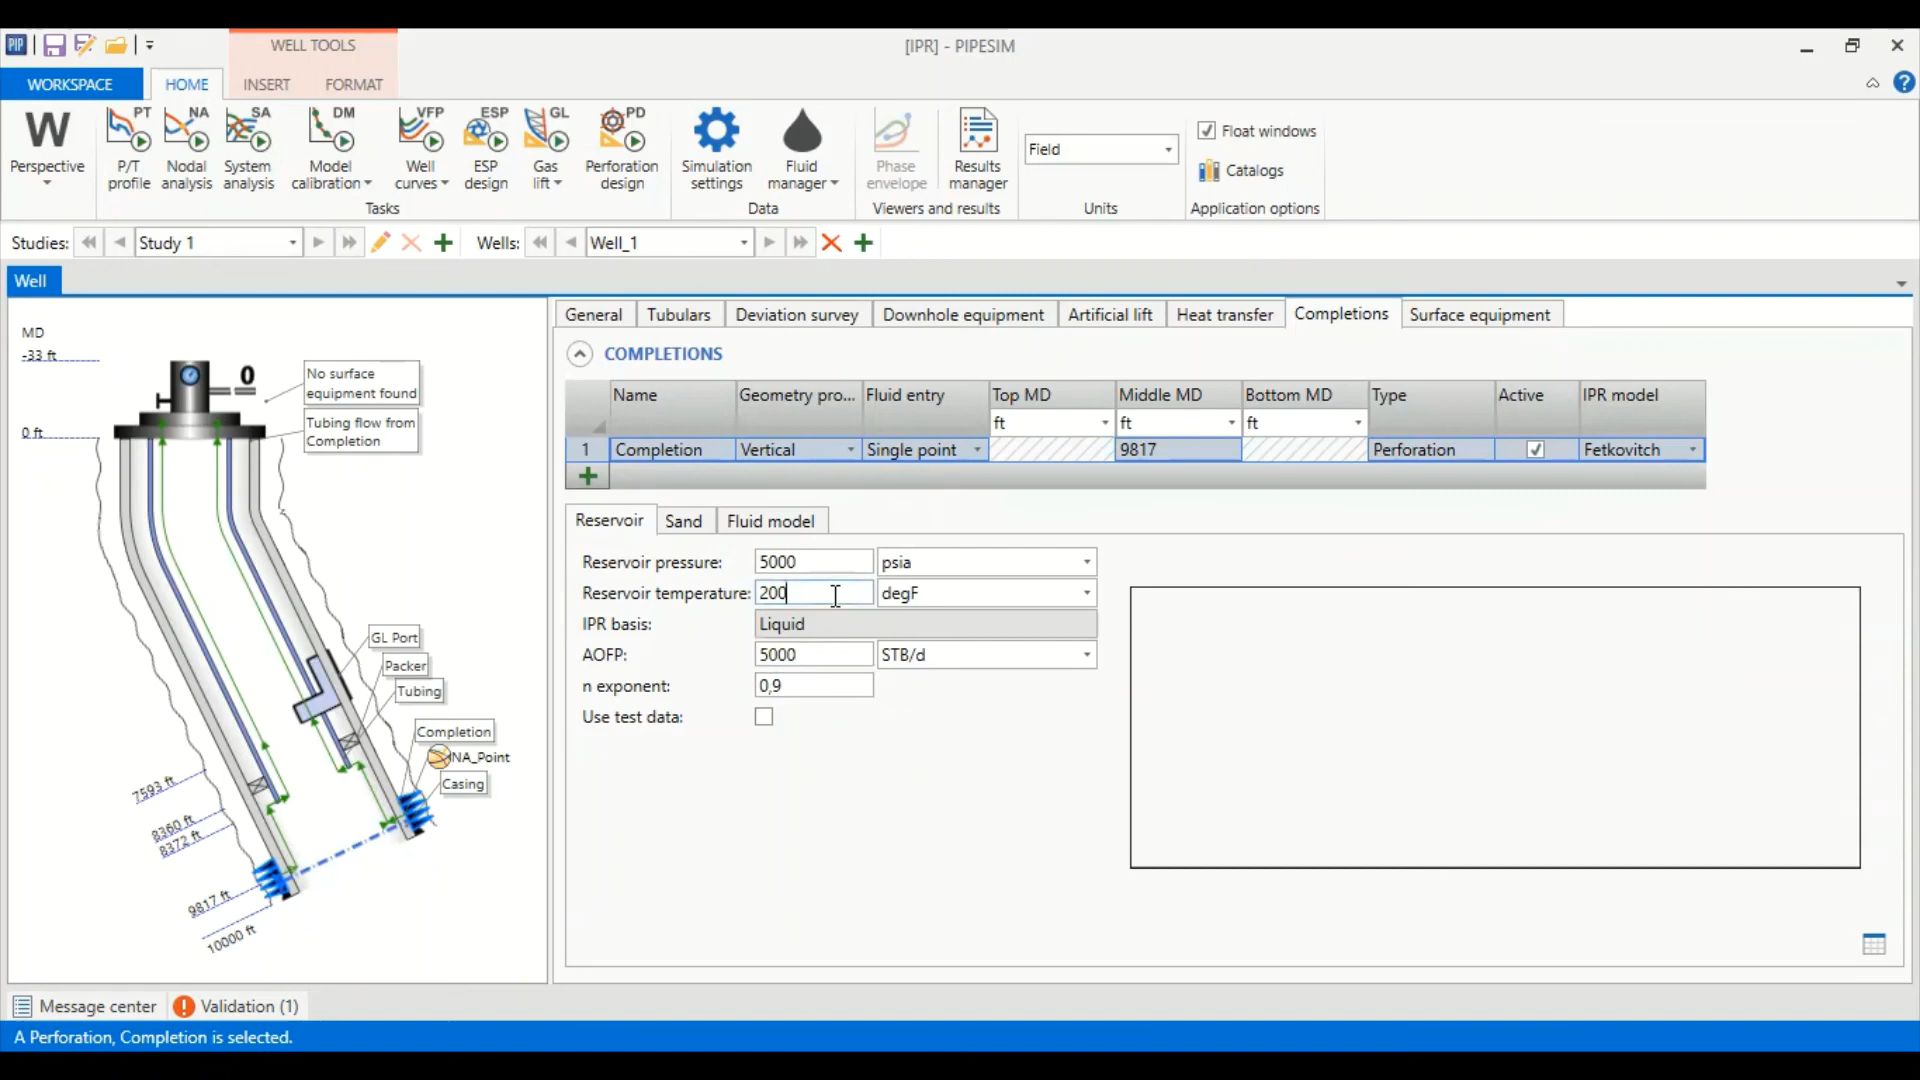 PIP
WELL TOOLS
[IPR] - PIPESIM
WORKSPACE
HOME
INSERT
FORMAT
W
Perspective
PT
P/T
profile
NA
Nodal
analysis
SA
System
analysis
DM
Model
calibration
VFP
Well
curves
ESP
ESP
design
GL
Gas
lift
PD
Perforation
design
Tasks
Simulation
settings
Fluid
manager
Data
Phase
envelope
Results
manager
Viewers and results
Field
Units
Float windows
Catalogs
Application options
Studies:
Study 1
Wells:
Well_1
Well
MD
-33 ft
0
No surface
equipment found
Tubing flow from
Completion
0 ft
GL Port
Packer
Tubing
Completion
NA_Point
Casing
7593 ft
8360 ft
8372 ft
9817 ft
10000 ft
General
Tubulars
Deviation survey
Downhole equipment
Artificial lift
Heat transfer
Completions
Surface equipment
COMPLETIONS
Name
Geometry pro...
Fluid entry
Top MD
Middle MD
Bottom MD
Type
Active
IPR model
ft
ft
ft
1
Completion
Vertical
Single point
9817
Perforation
Fetkovitch
Reservoir
Sand
Fluid model
Reservoir pressure:
5000
psia
Reservoir temperature:
200
degF
IPR basis:
Liquid
AOFP:
5000
STB/d
n exponent:
0,9
Use test data:
Message center
Validation (1)
A Perforation, Completion is selected.